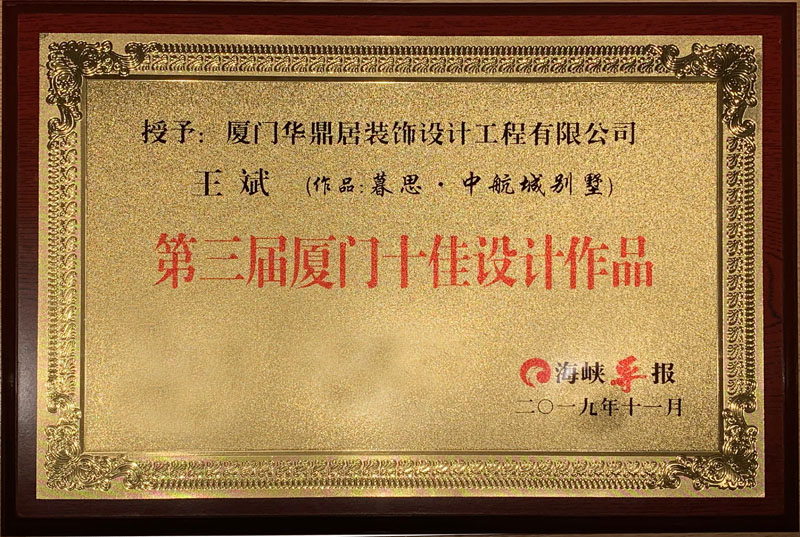 授予：厦门华鼎居装饰设计工程有限公司
王斌 （作品：暮思·中航城别墅）
第三届厦门十佳设计作品
海峡导报
二〇一九年十一月